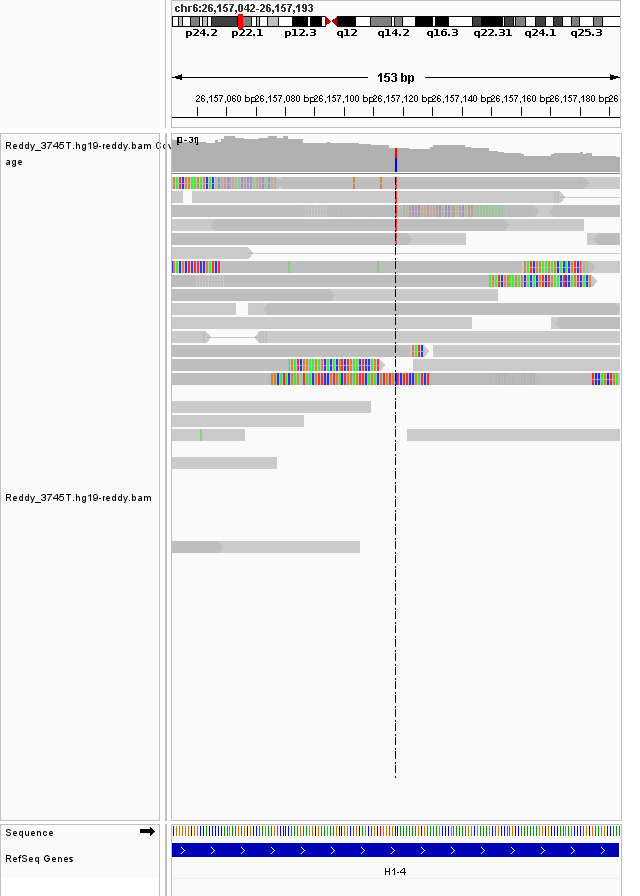 chr6:26,157,042-26,157,193
p24.2 p22.1 p12.3 q12 q14.2 q16.3 q22.31 q24.1 q25.3
153 bp
26,157,060 bp 26,157,080 bp 26,157,100 bp 26,157,120 bp 26,157,140 bp 26,157,160 bp 26,157,180 bp 26
Reddy_3745T.hg19-reddy.bam Cov
age
[0-31]
Reddy_3745T.hg19-reddy.bam
Sequence
RefSeq Genes
H1-4